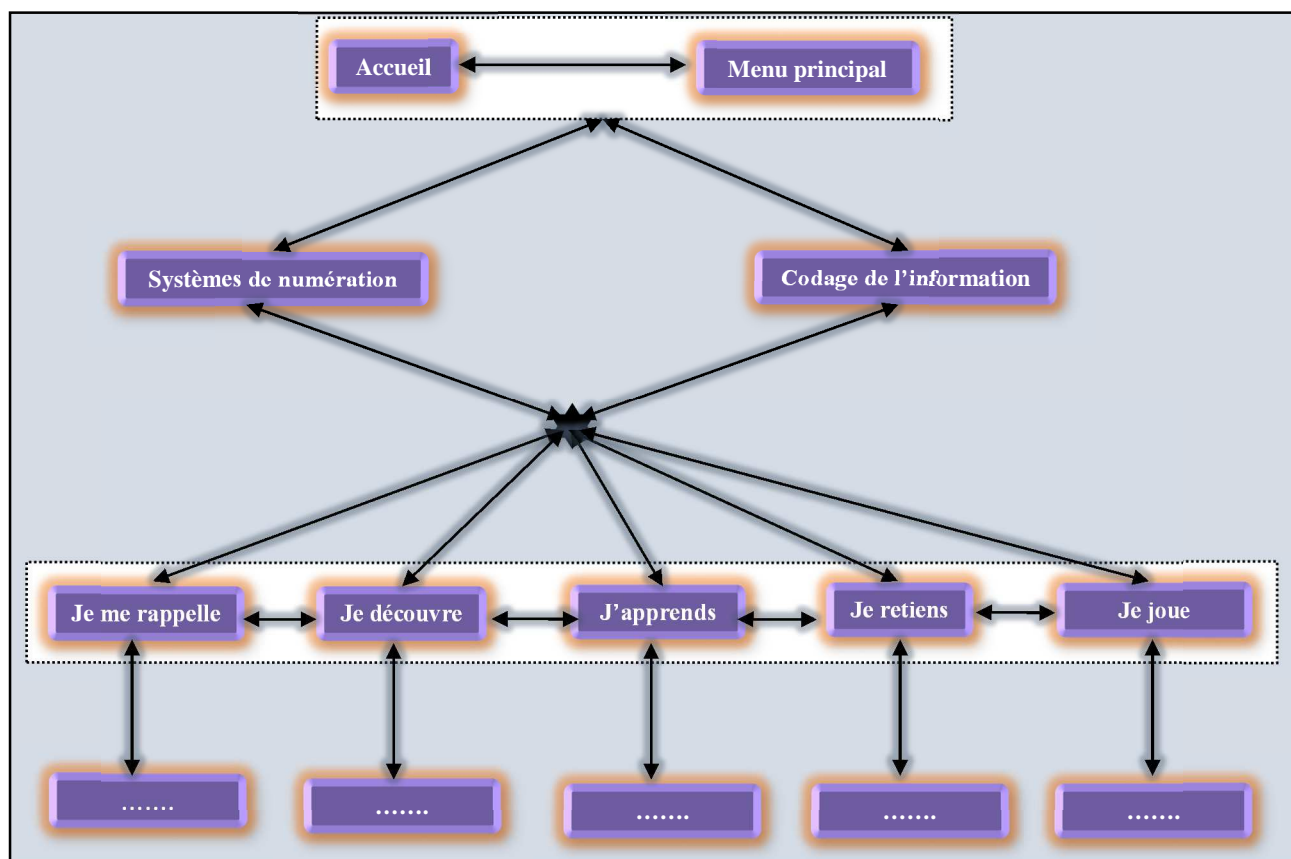 Accueil
Menu principal
Systèmes de numération
Codage de l'information
Je me rappelle
Je découvre
J'apprends
Je retiens
Je joue
.......
.......
.......
.......
.......